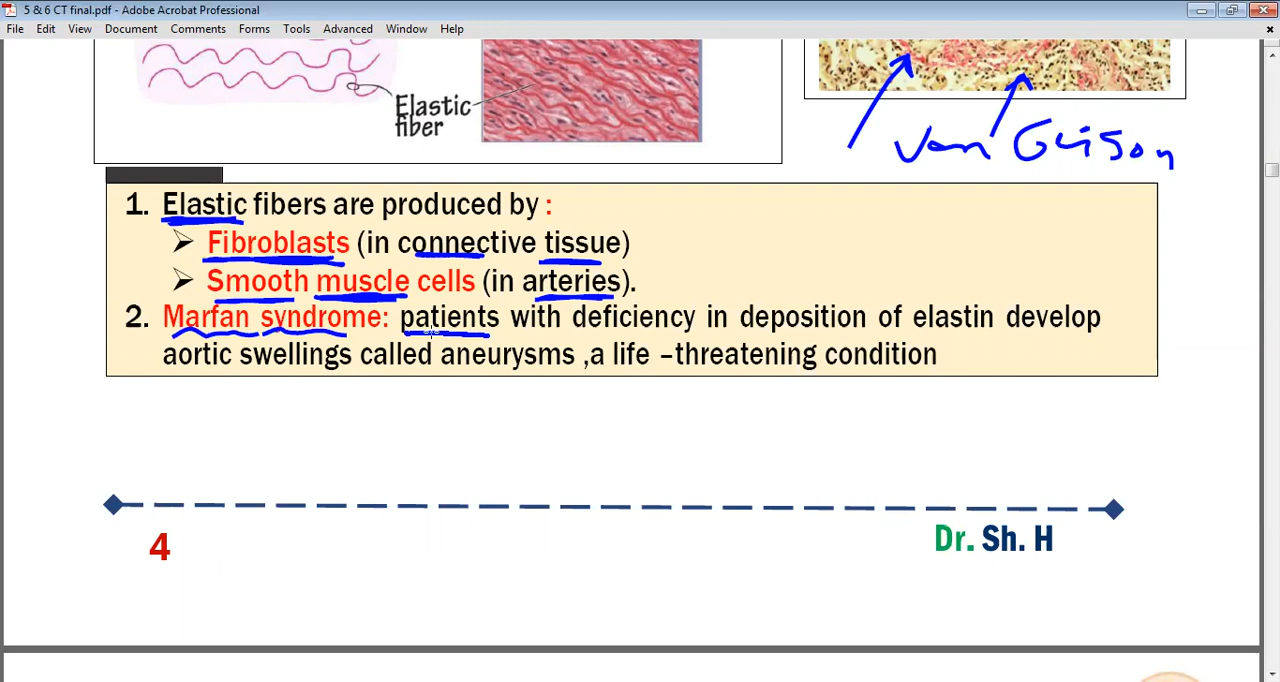 5 & 6 CT final.pdf - Adobe Acrobat Professional
File Edit View Document Comments Forms Tools Advanced Window Help
Elastic
fiber
Van Geison
1. Elastic fibers are produced by :
➢ Fibroblasts (in connective tissue)
➢ Smooth muscle cells (in arteries).
2. Marfan syndrome: patients with deficiency in deposition of elastin develop
aortic swellings called aneurysms ,a life –threatening condition
4
Dr. Sh. H